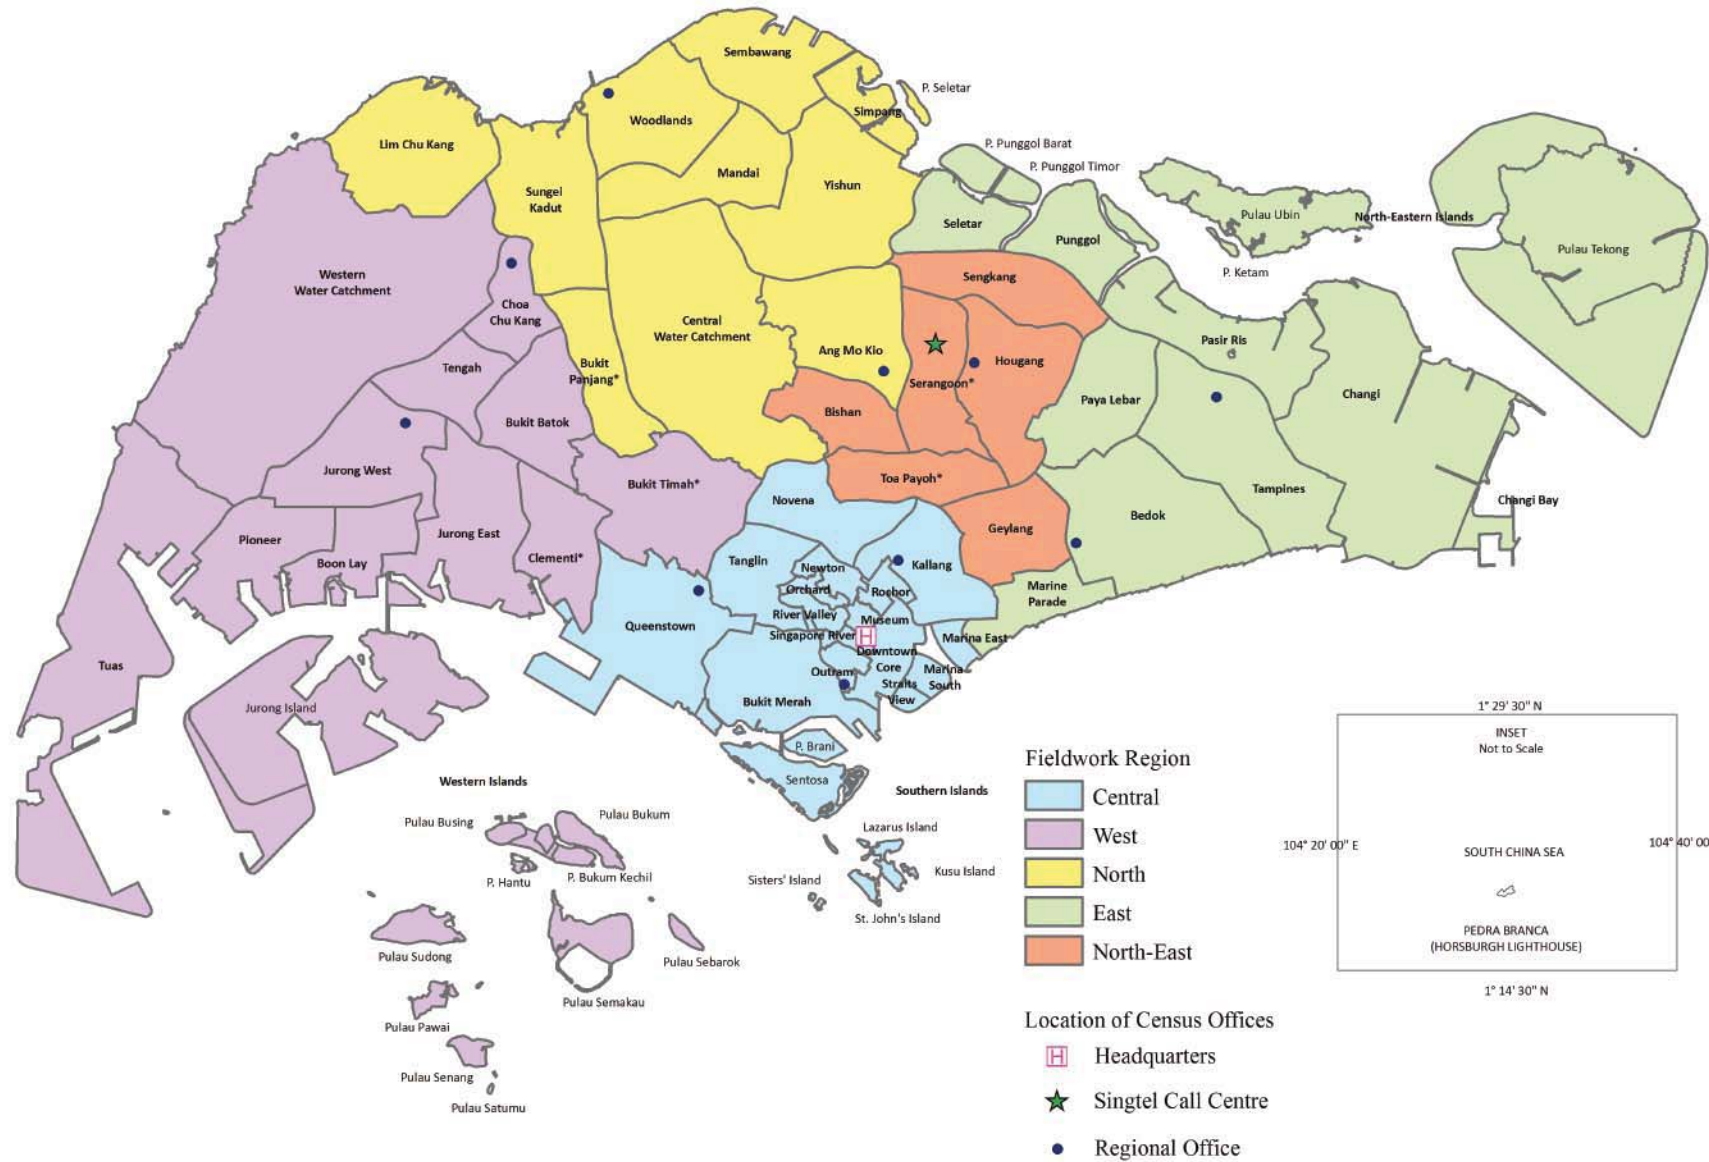 Sembawang
P. Seletar
Simpang
Woodlands
Lim Chu Kang
P. Punggol Barat
P. Punggol Timor
Mandai
Yishun
Sungei
Kadut
Seletar
Punggol
Pulau Ubin
North-Eastern Islands
Pulau Tekong
P. Ketam
Western
Water Catchment
Choa
Chu Kang
Sengkang
Central
Water Catchment
Ang Mo Kio
Pasir Ris
Hougang
Bukit
Panjang*
Tengah
Serangoon*
Paya Lebar
Changi
Bishan
Bukit Batok
Jurong West
Bukit Timah*
Toa Payoh*
Tampines
Novena
Changi Bay
Bedok
Geylang
Pioneer
Jurong East
Boon Lay
Clementi*
Tanglin
Newton
Kallang
Orchard
Rochor
Marine
Parade
River Valley
Museum
Queenstown
Singapore River
H
Marina East
Downtown
Core
Tuas
Outram
Marina
South
Straits
View
Bukit Merah
Jurong Island
P. Brani
Sentosa
Western Islands
Southern Islands
Pulau Busing
Pulau Bukum
Lazarus Island
P. Hantu
P. Bukum Kechil
Sisters' Island
Kusu Island
St. John's Island
Pulau Sudong
Pulau Sebarok
Pulau Semakau
Pulau Pawai
Pulau Senang
Pulau Satumu
Fieldwork Region
Central
West
North
East
North-East
Location of Census Offices
H Headquarters
Singtel Call Centre
Regional Office
1° 29' 30" N
INSET
Not to Scale
104° 20' 00" E
104° 40' 00
SOUTH CHINA SEA
PEDRA BRANCA
(HORSBURGH LIGHTHOUSE)
1° 14' 30" N